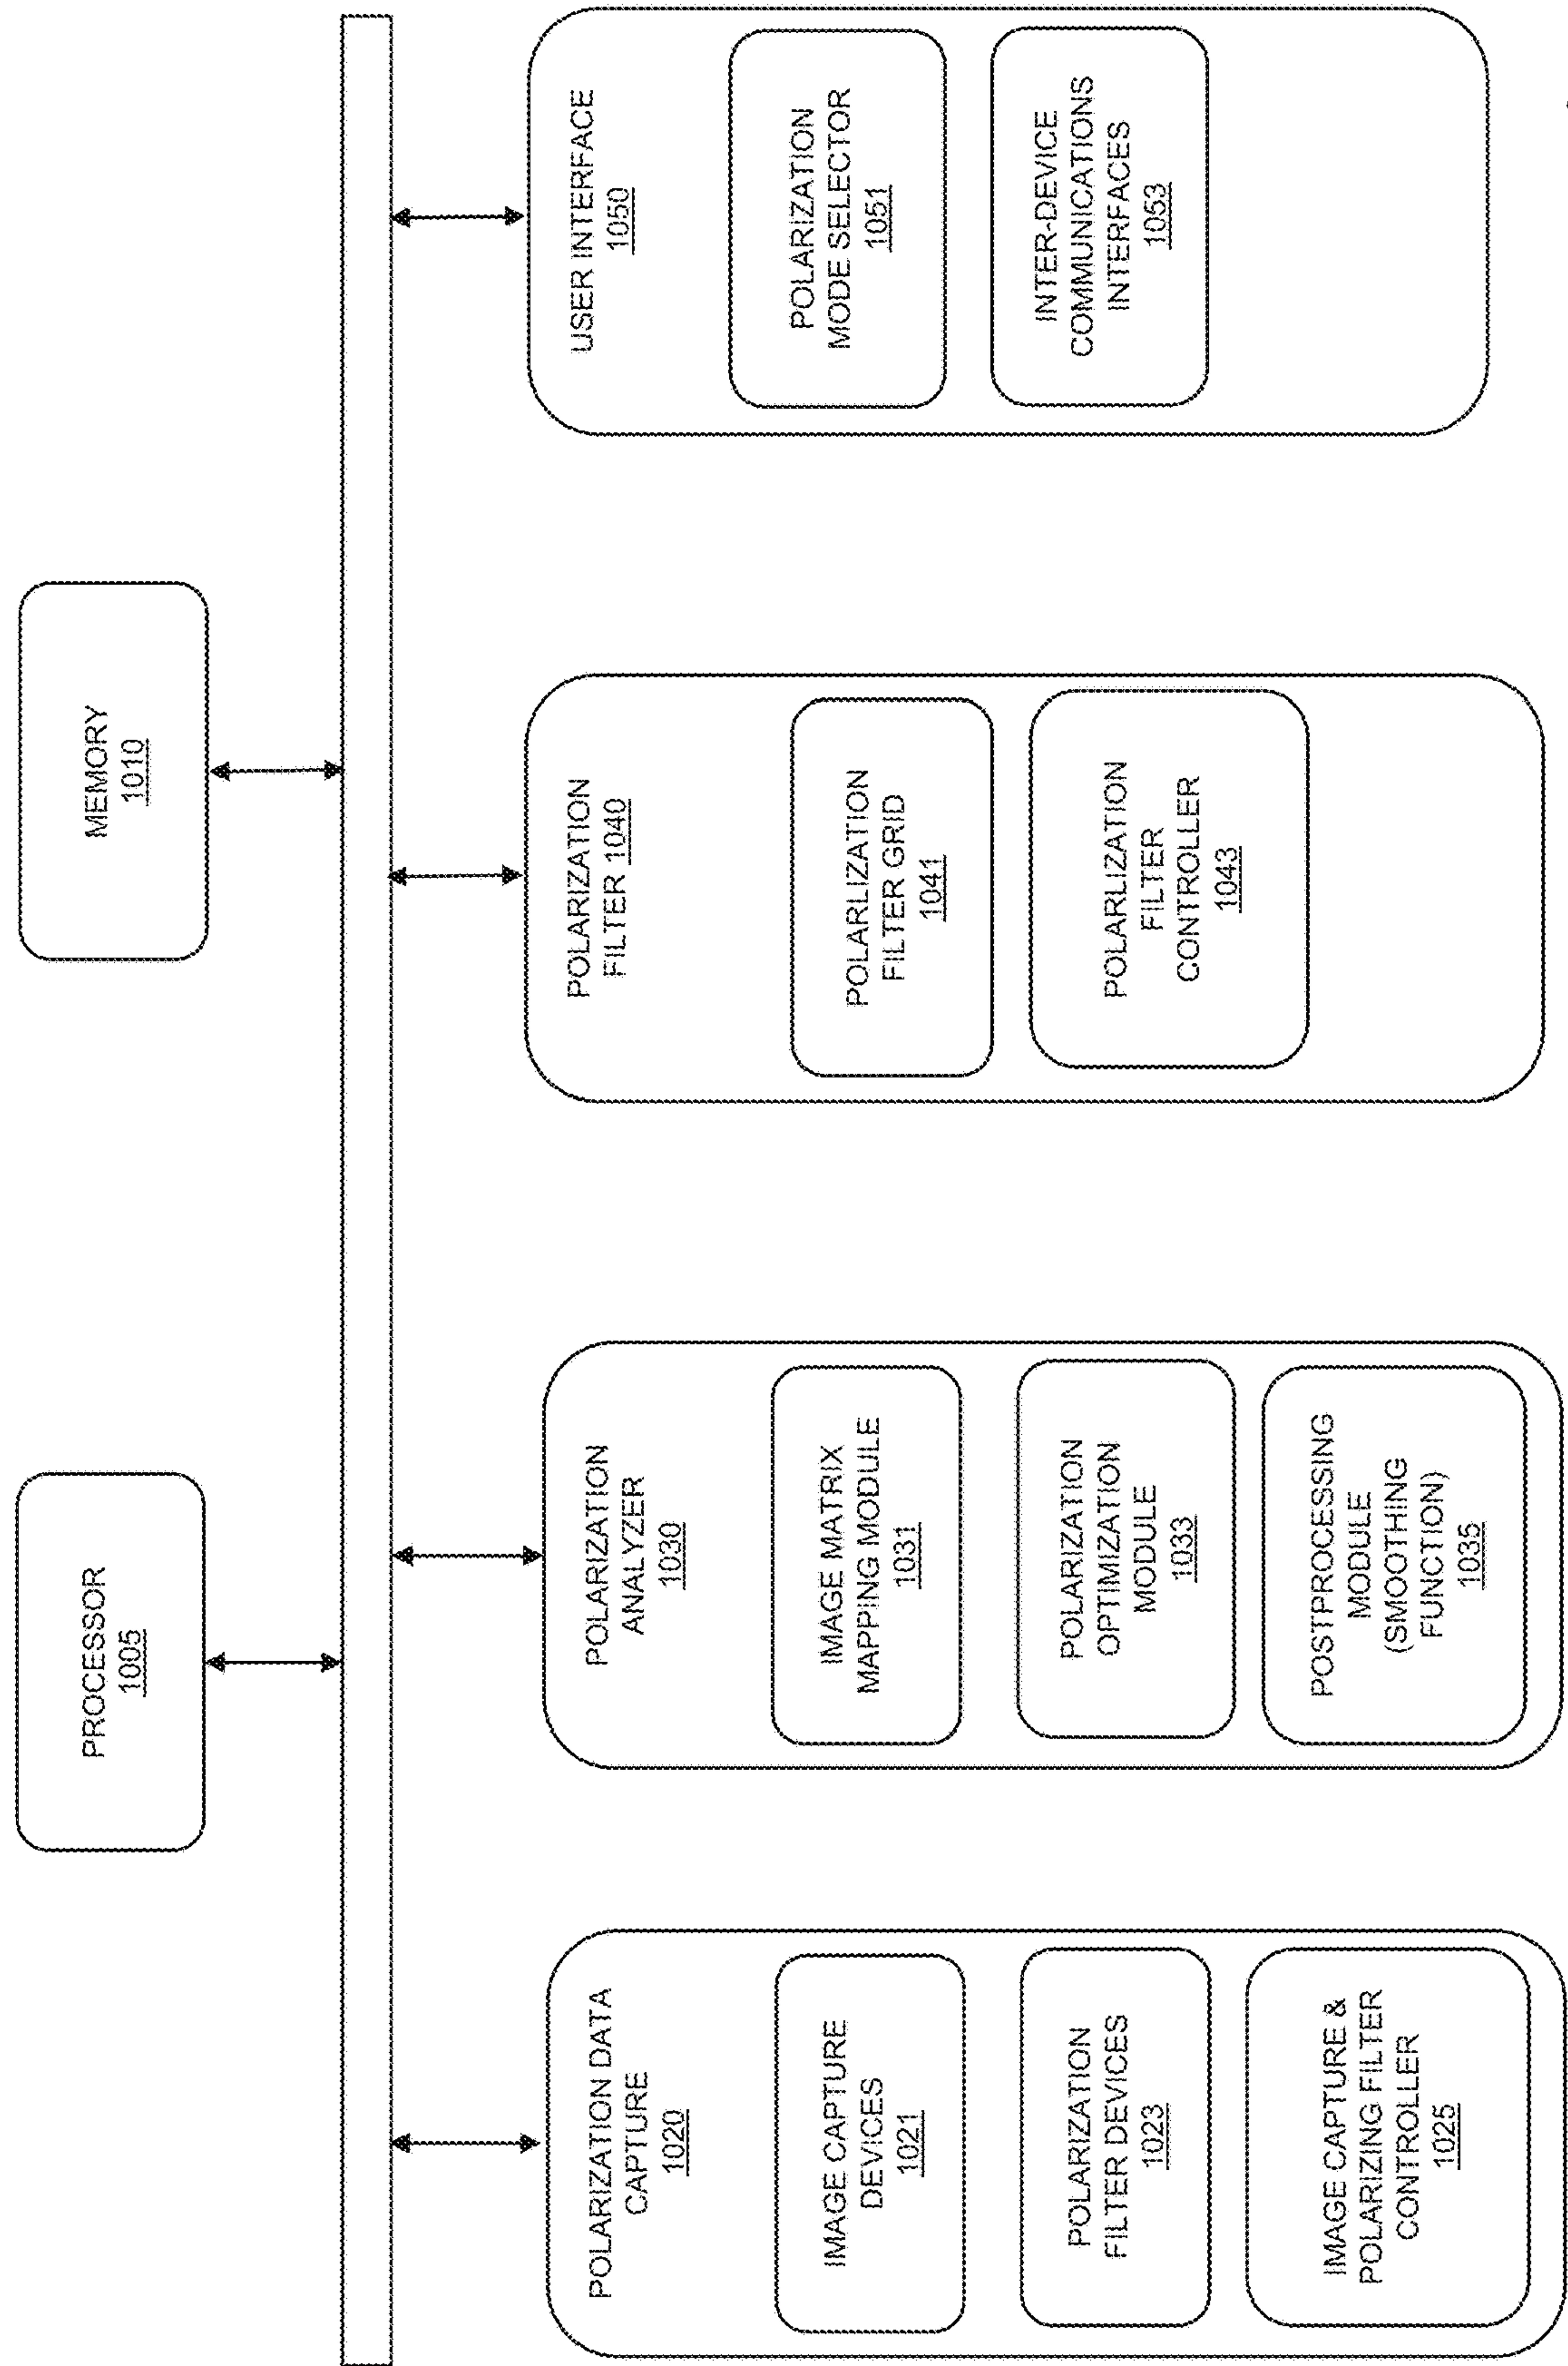 PROCESSOR
1005
MEMORY
1010
POLARIZATION DATA
CAPTURE
1020
IMAGE CAPTURE
DEVICES
1021
POLARIZATION
FILTER DEVICES
1023
IMAGE CAPTURE &
POLARIZING FILTER
CONTROLLER
1025
POLARIZATION
ANALYZER
1030
IMAGE MATRIX
MAPPING MODULE
1031
POLARIZATION
OPTIMIZATION
MODULE
1033
POSTPROCESSING
MODULE
(SMOOTHING
FUNCTION)
1035
POLARIZATION
FILTER 1040
POLARLIZATION
FILTER GRID
1041
POLARLIZATION
FILTER
CONTROLLER
1043
USER INTERFACE
1050
POLARIZATION
MODE SELECTOR
1051
INTER-DEVICE
COMMUNICATIONS
INTERFACES
1053